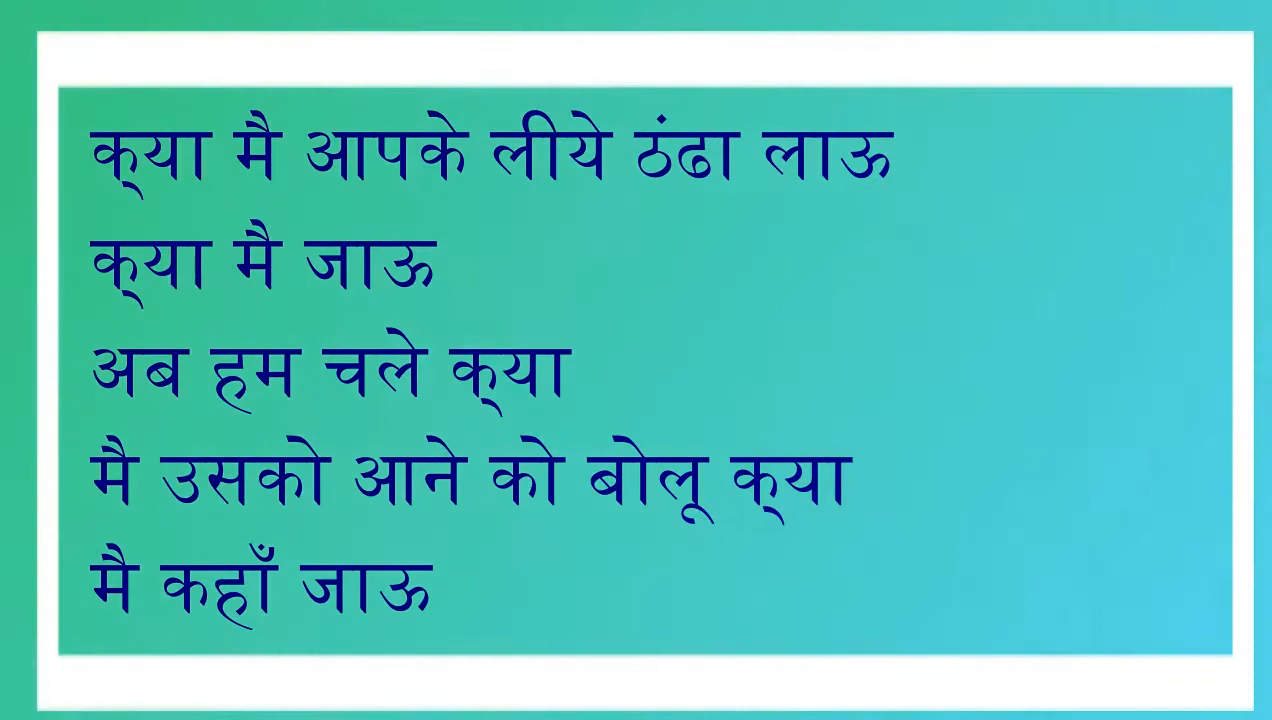 क्या मै आपके लीये ठंढा लाऊ
क्या मै जाऊ
अब हम चले क्या
मै उसको आने को बोलू क्या
मै कहाँ जाऊ